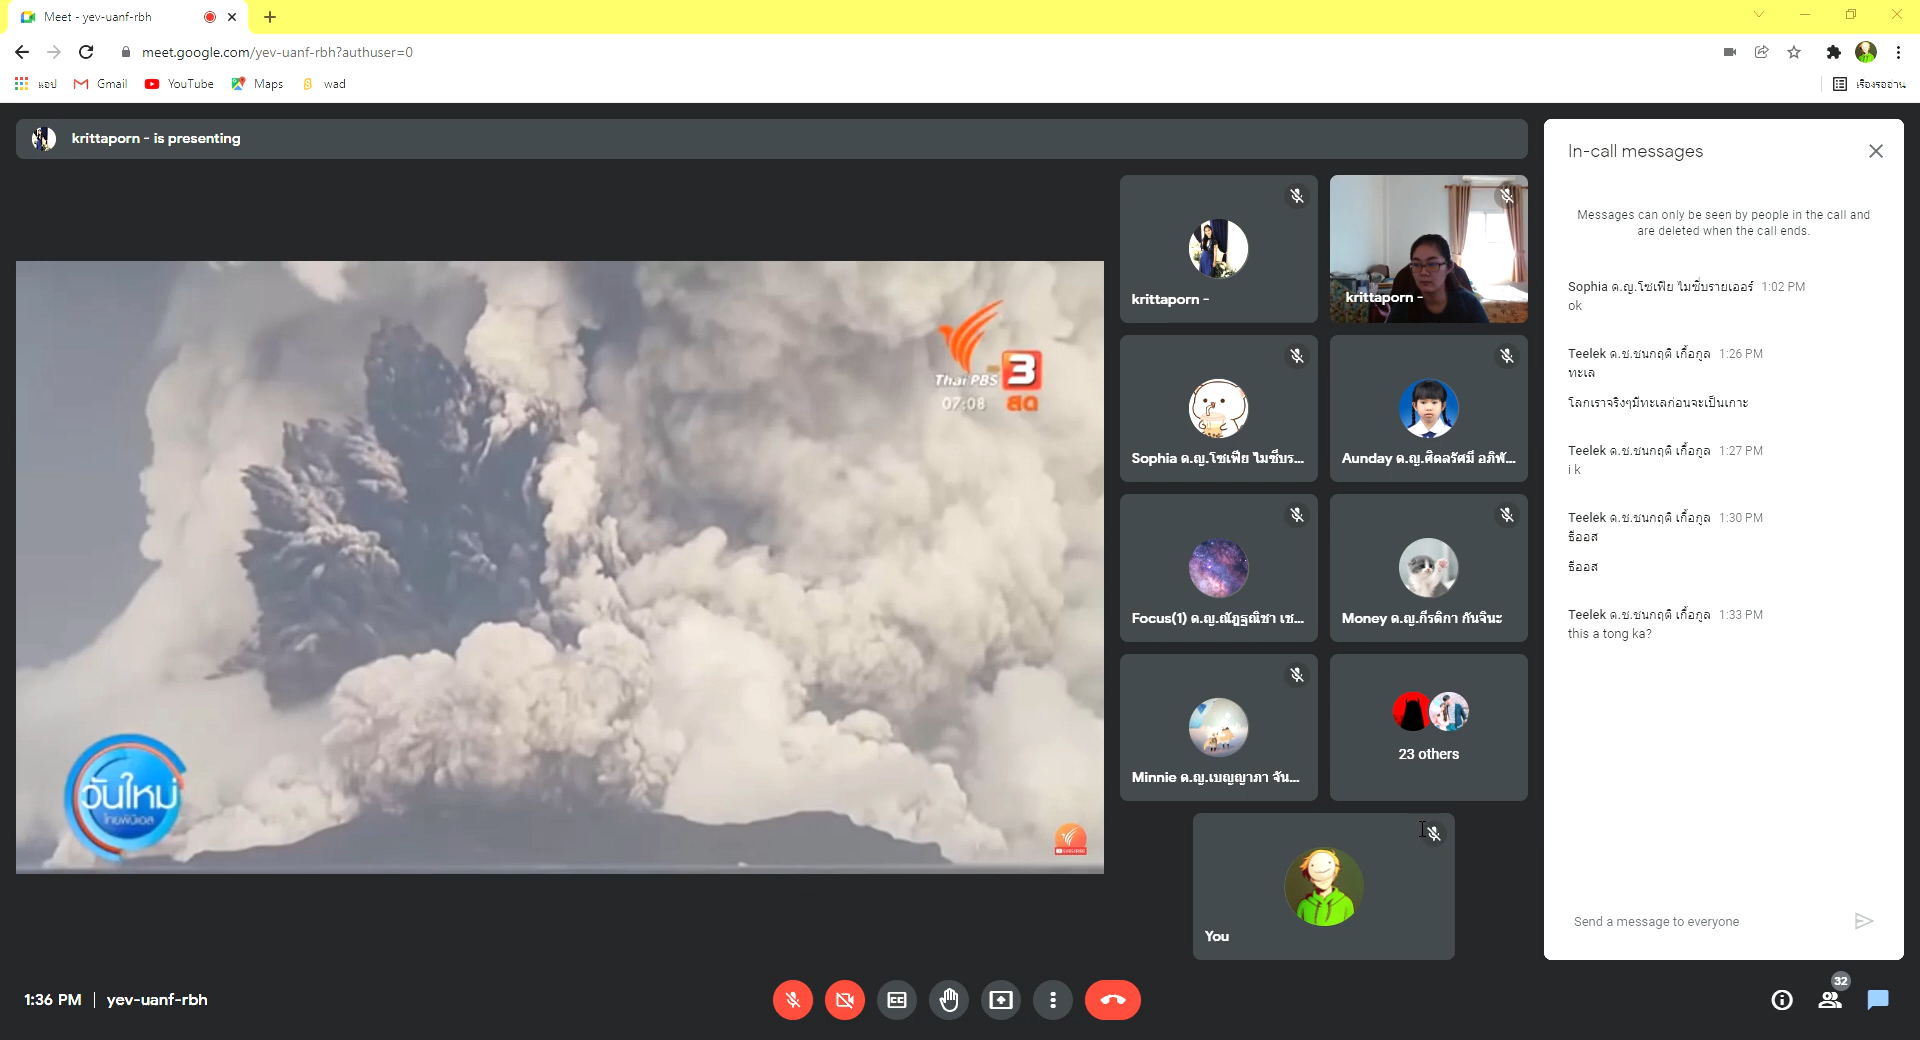 Meet - yev-uanf-rbh
meet.google.com/yev-uanf-rbh?authuser=0
แอป
Gmail
YouTube
Maps
wad
เรื่องรออ่าน
krittaporn - is presenting
Thai PBS
3
07:08
สด
วันใหม่
ไทยพีบีเอส
SUBSCRIBE
krittaporn -
krittaporn -
Sophia ด.ญ.โซเฟีย ไมซึ่บร...
Aunday ด.ญ.ศิตลรัศมี อภิพั...
Focus(1) ด.ญ.ณัฏฐณิชา เช...
Money ด.ญ.กีรติกา กันจินะ
Minnie ด.ญ.เบญญาภา จัน...
23 others
You
In-call messages
Messages can only be seen by people in the call and
are deleted when the call ends.
Sophia ด.ญ.โซเฟีย ไมซึ่บรายเออร์ 1:02 PM
ok
Teelek ด.ช.ชนกฤติ เกื้อกูล 1:26 PM
ทะเล
โลกเราจริงๆมีทะเลก่อนจะเป็นเกาะ
Teelek ด.ช.ชนกฤติ เกื้อกูล 1:27 PM
i k
Teelek ด.ช.ชนกฤติ เกื้อกูล 1:30 PM
ธีออส
ธีออส
Teelek ด.ช.ชนกฤติ เกื้อกูล 1:33 PM
this a tong ka?
Send a message to everyone
1:36 PM | yev-uanf-rbh
32